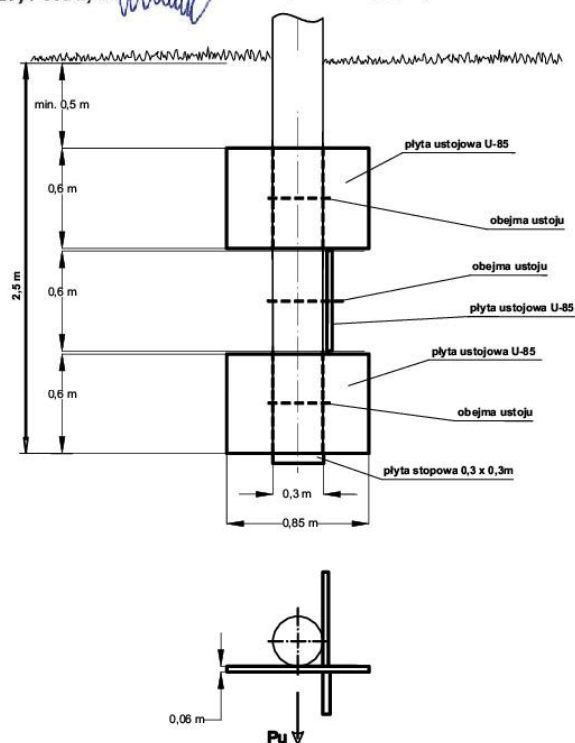 min. 0,5 m
płyta ustojowa U-85
0,6 m
obejma ustoju
obejma ustoju
2,5 m
0,6 m
płyta ustojowa U-85
płyta ustojowa U-85
0,6 m
obejma ustoju
płyta stopowa 0,3 x 0,3m
0,3 m
0,85 m
0,06 m
Pu